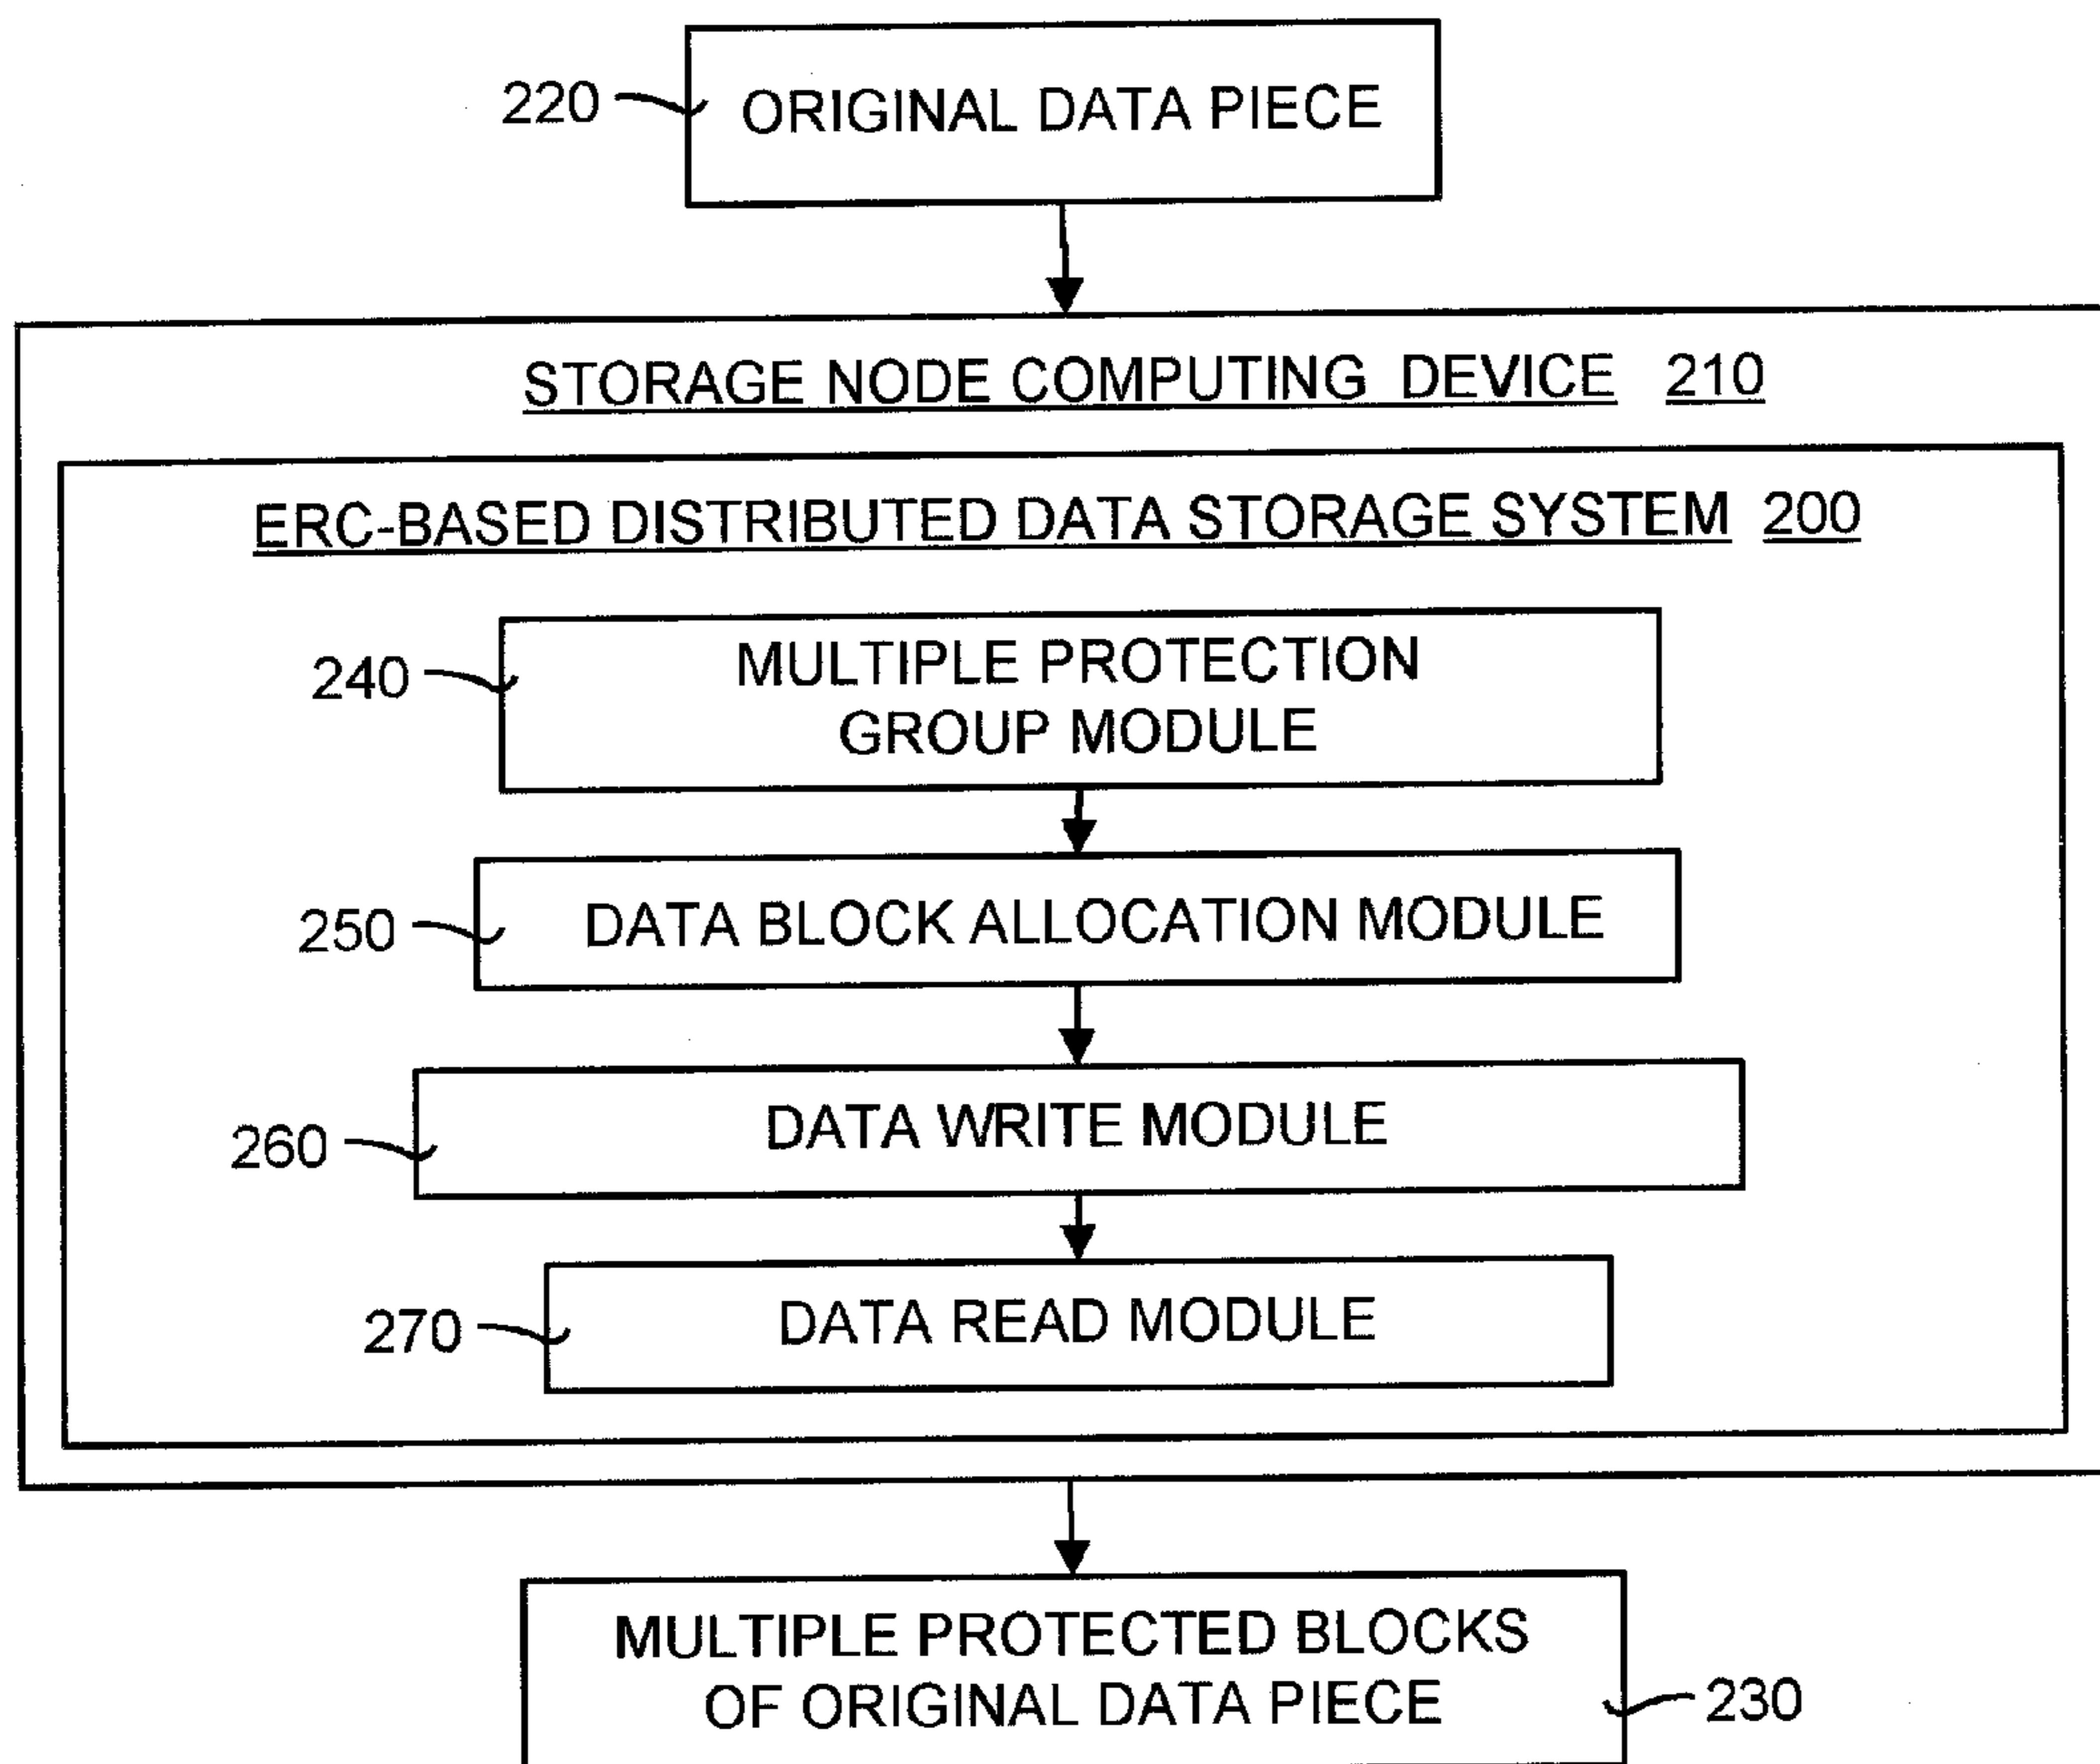 220 ORIGINAL DATA PIECE
STORAGE NODE COMPUTING DEVICE 210
ERC-BASED DISTRIBUTED DATA STORAGE SYSTEM 200
240 MULTIPLE PROTECTION
GROUP MODULE
250 DATA BLOCK ALLOCATION MODULE
260 DATA WRITE MODULE
270 DATA READ MODULE
MULTIPLE PROTECTED BLOCKS
OF ORIGINAL DATA PIECE 230